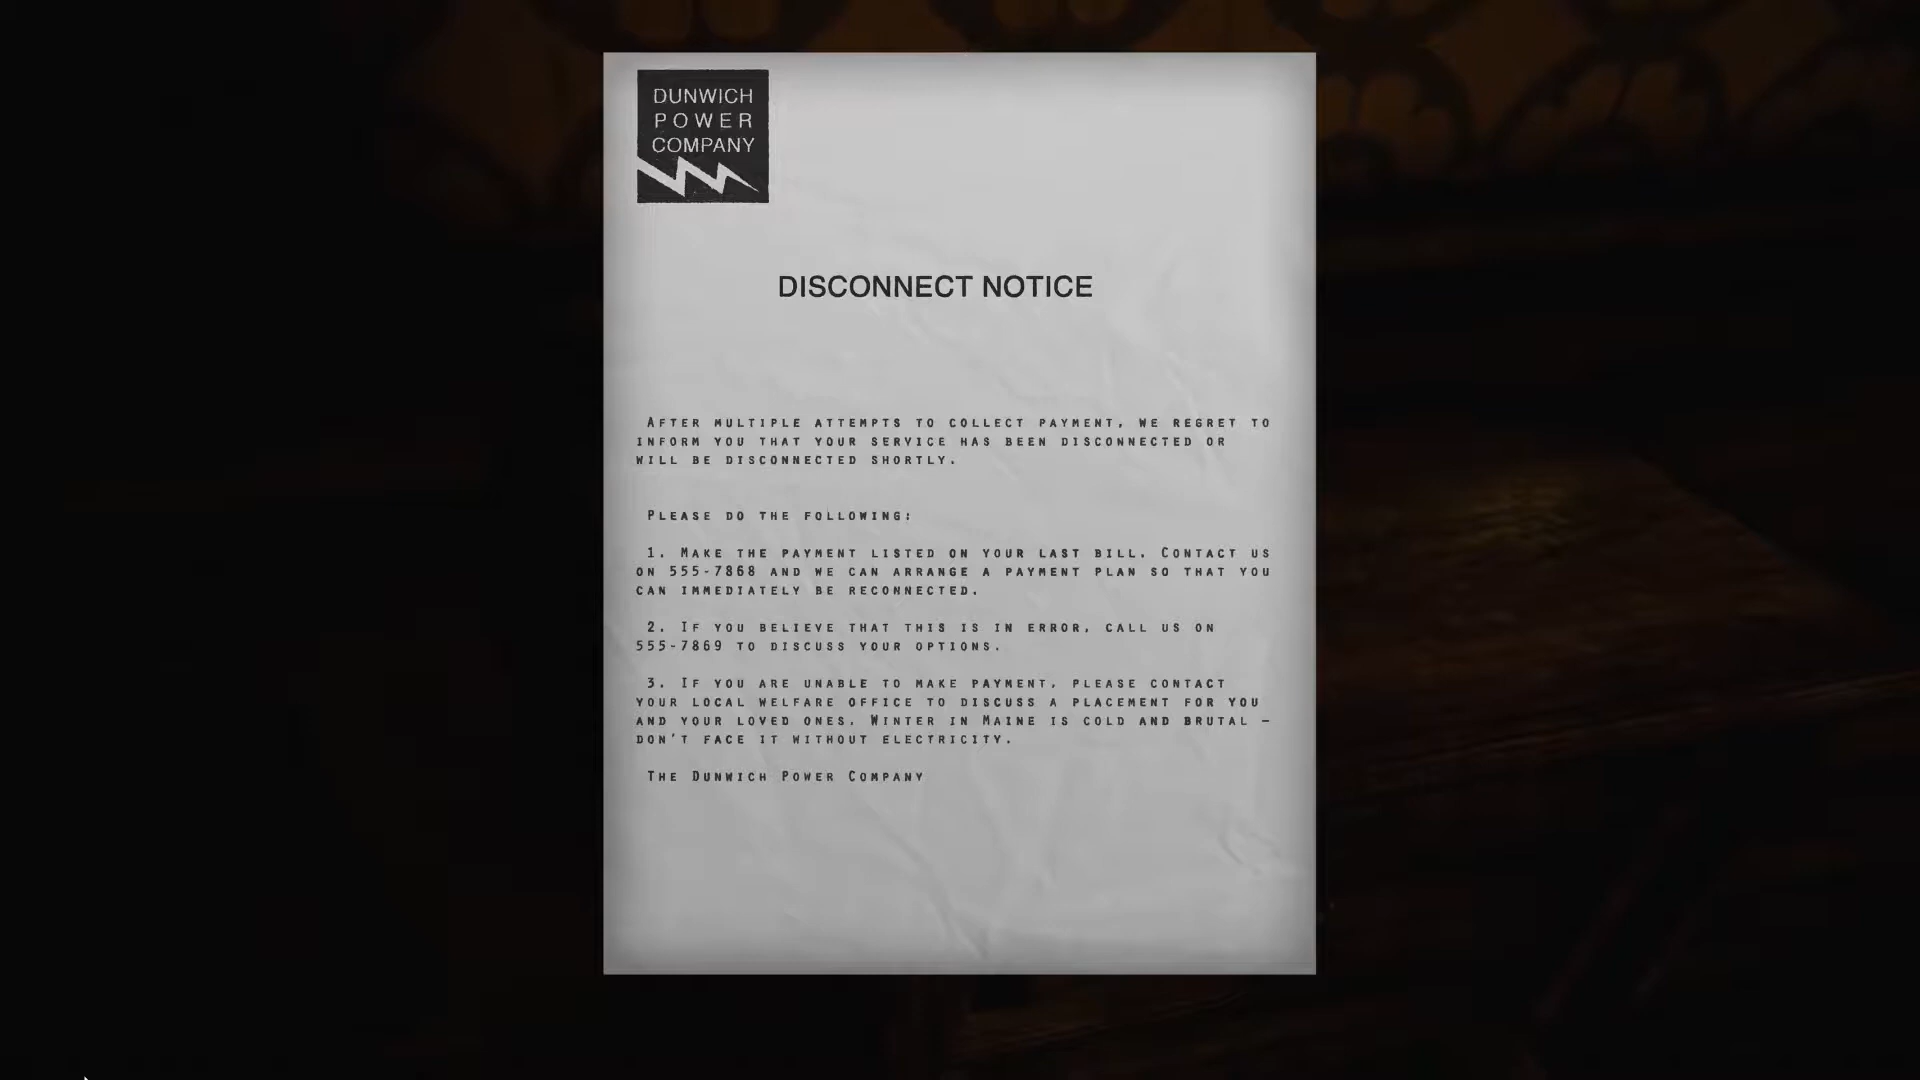 DUNWICH
POWER
COMPANY
DISCONNECT NOTICE
After multiple attempts to collect payment, we regret to
inform you that your service has been disconnected or
will be disconnected shortly.
Please do the following:
1. Make the payment listed on your last bill. Contact us
on 555-7868 and we can arrange a payment plan so that you
can immediately be reconnected.
2. If you believe that this is in error, call us on
555-7869 to discuss your options.
3. If you are unable to make payment, please contact
your local welfare office to discuss a placement for you
and your loved ones. Winter in Maine is cold and brutal –
don't face it without electricity.
The Dunwich Power Company